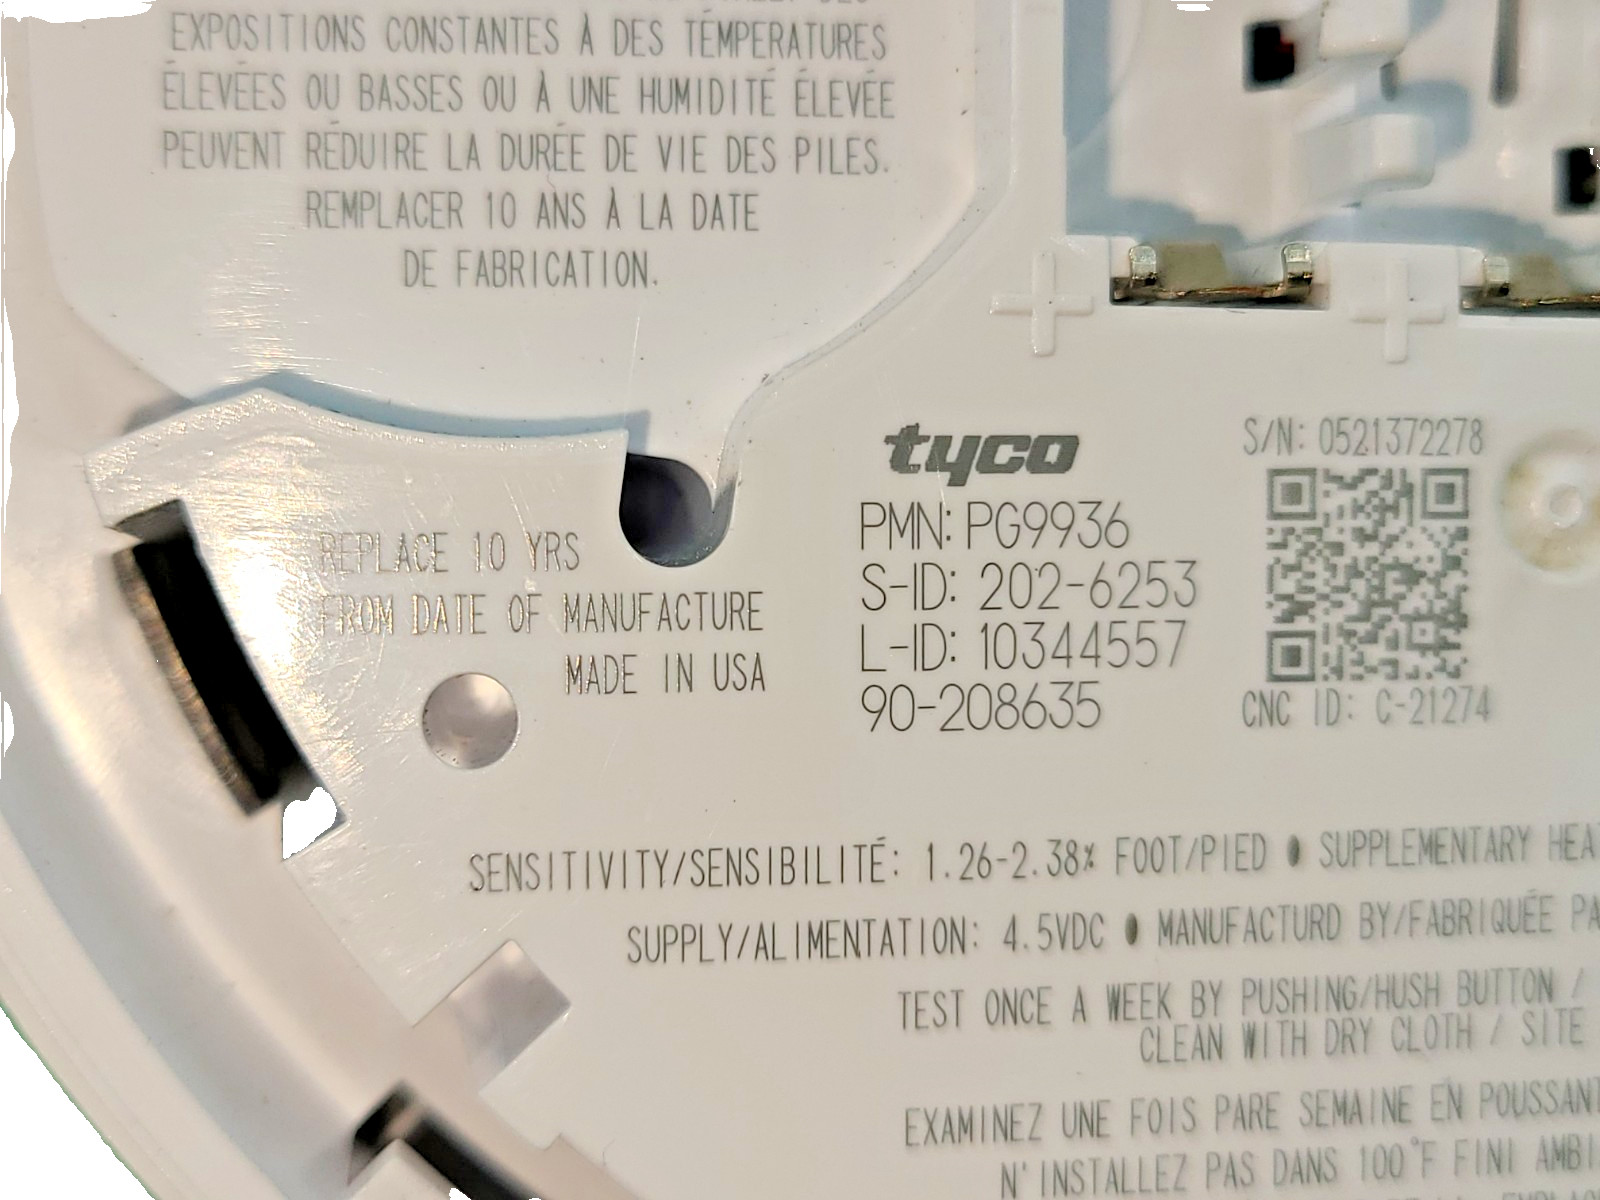 EXPOSITIONS CONSTANTES À DES TEMPÉRATURES
ÉLEVÉES OU BASSES OU À UNE HUMIDITÉ ÉLEVÉE
PEUVENT RÉDUIRE LA DURÉE DE VIE DES PILES.
REMPLACER 10 ANS À LA DATE
DE FABRICATION.
REPLACE 10 YRS
FROM DATE OF MANUFACTURE
MADE IN USA
tyco
PMN: PG9936
S-ID: 202-6253
L-ID: 10344557
90-208635
S/N: 0521372278
CNC ID: C-21274
SENSITIVITY/SENSIBILITÉ: 1.26-2.38% FOOT/PIED ● SUPPLEMENTARY
SUPPLY/ALIMENTATION: 4.5VDC ● MANUFACTURD BY/FABRIQUÉE
TEST ONCE A WEEK BY PUSHING/HUSH BUTTON /
CLEAN WITH DRY CLOTH / SITE
EXAMINEZ UNE FOIS PARE SEMAINE EN POUSSANT
N'INSTALLEZ PAS DANS 100°F FINI